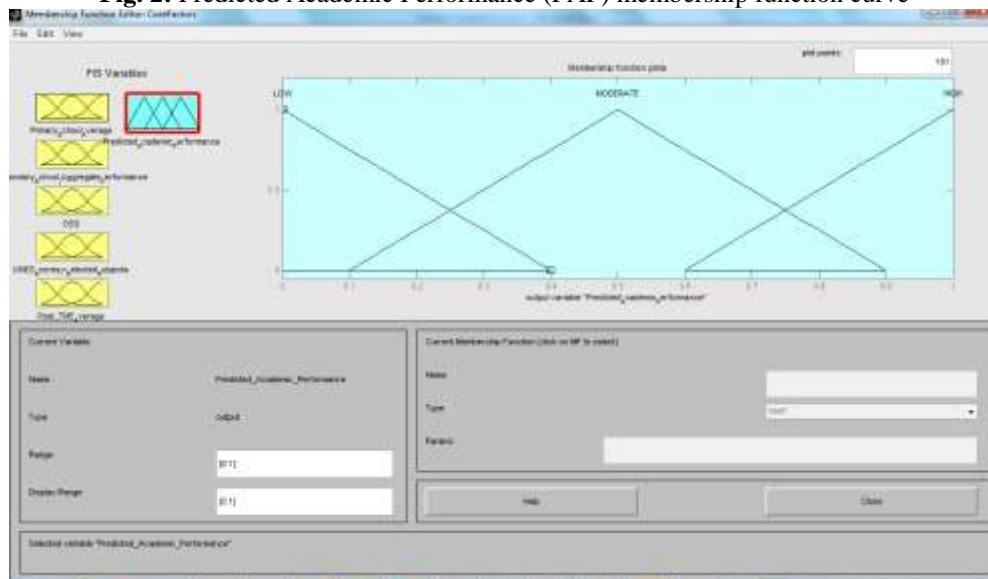 Fig. 2: Predicted Academic Performance (PAP) membership function curve
Membership Function Editor:
File Edit View
FIS Variables
Membership function plots
plot points:
181
LOW
MODERATE
HIGH
Predicted_Academic_Performance
OSS
1
0.5
0
0 0.1 0.2 0.3 0.4 0.5 0.6 0.7 0.8 0.9 1
output variable "Predicted_Academic_Performance"
Current Variable
Name
Predicted_Academic_Performance
Type
output
Range
[0 1]
Display Range
[0 1]
Current Membership Function (click on MF to select)
Name
Type
trimf
Params
Help
Close
Selected variable "Predicted_Academic_Performance"